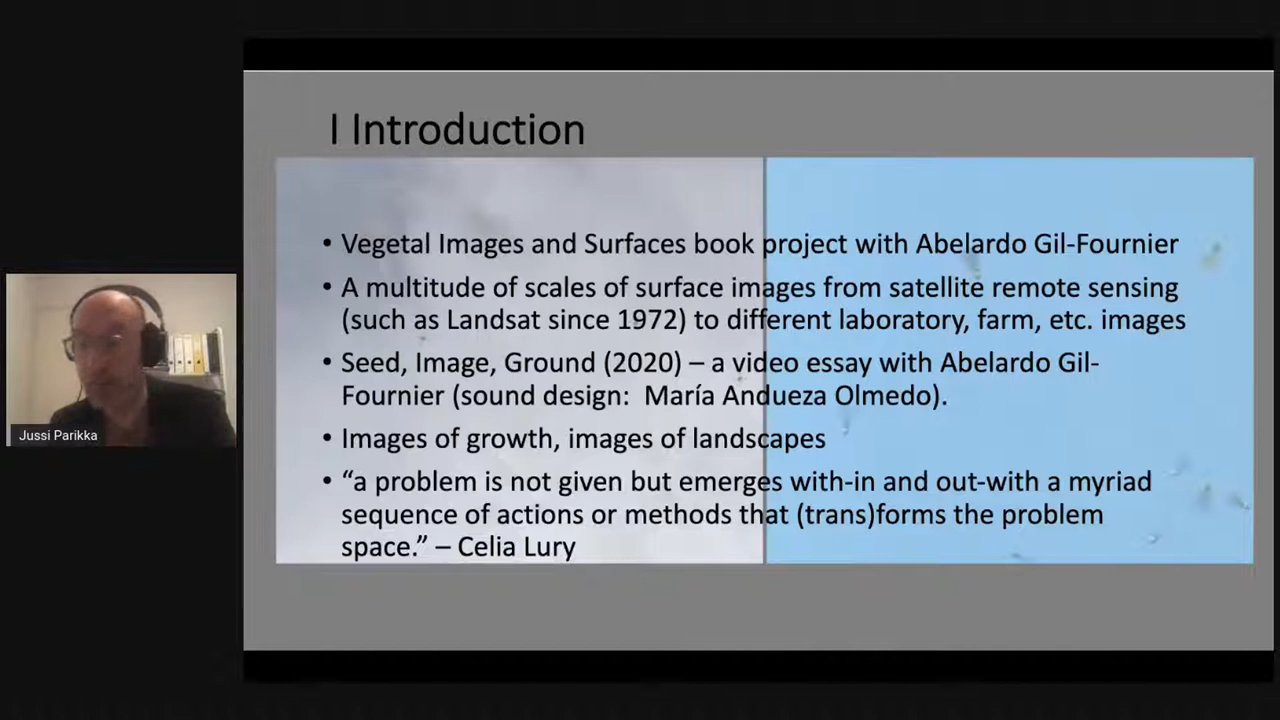 I Introduction
• Vegetal Images and Surfaces book project with Abelardo Gil-Fournier
• A multitude of scales of surface images from satellite remote sensing
(such as Landsat since 1972) to different laboratory, farm, etc. images
• Seed, Image, Ground (2020) – a video essay with Abelardo Gil-
Fournier (sound design:  María Andueza Olmedo).
• Images of growth, images of landscapes
• “a problem is not given but emerges with-in and out-with a myriad
sequence of actions or methods that (trans)forms the problem
space.” – Celia Lury
Jussi Parikka